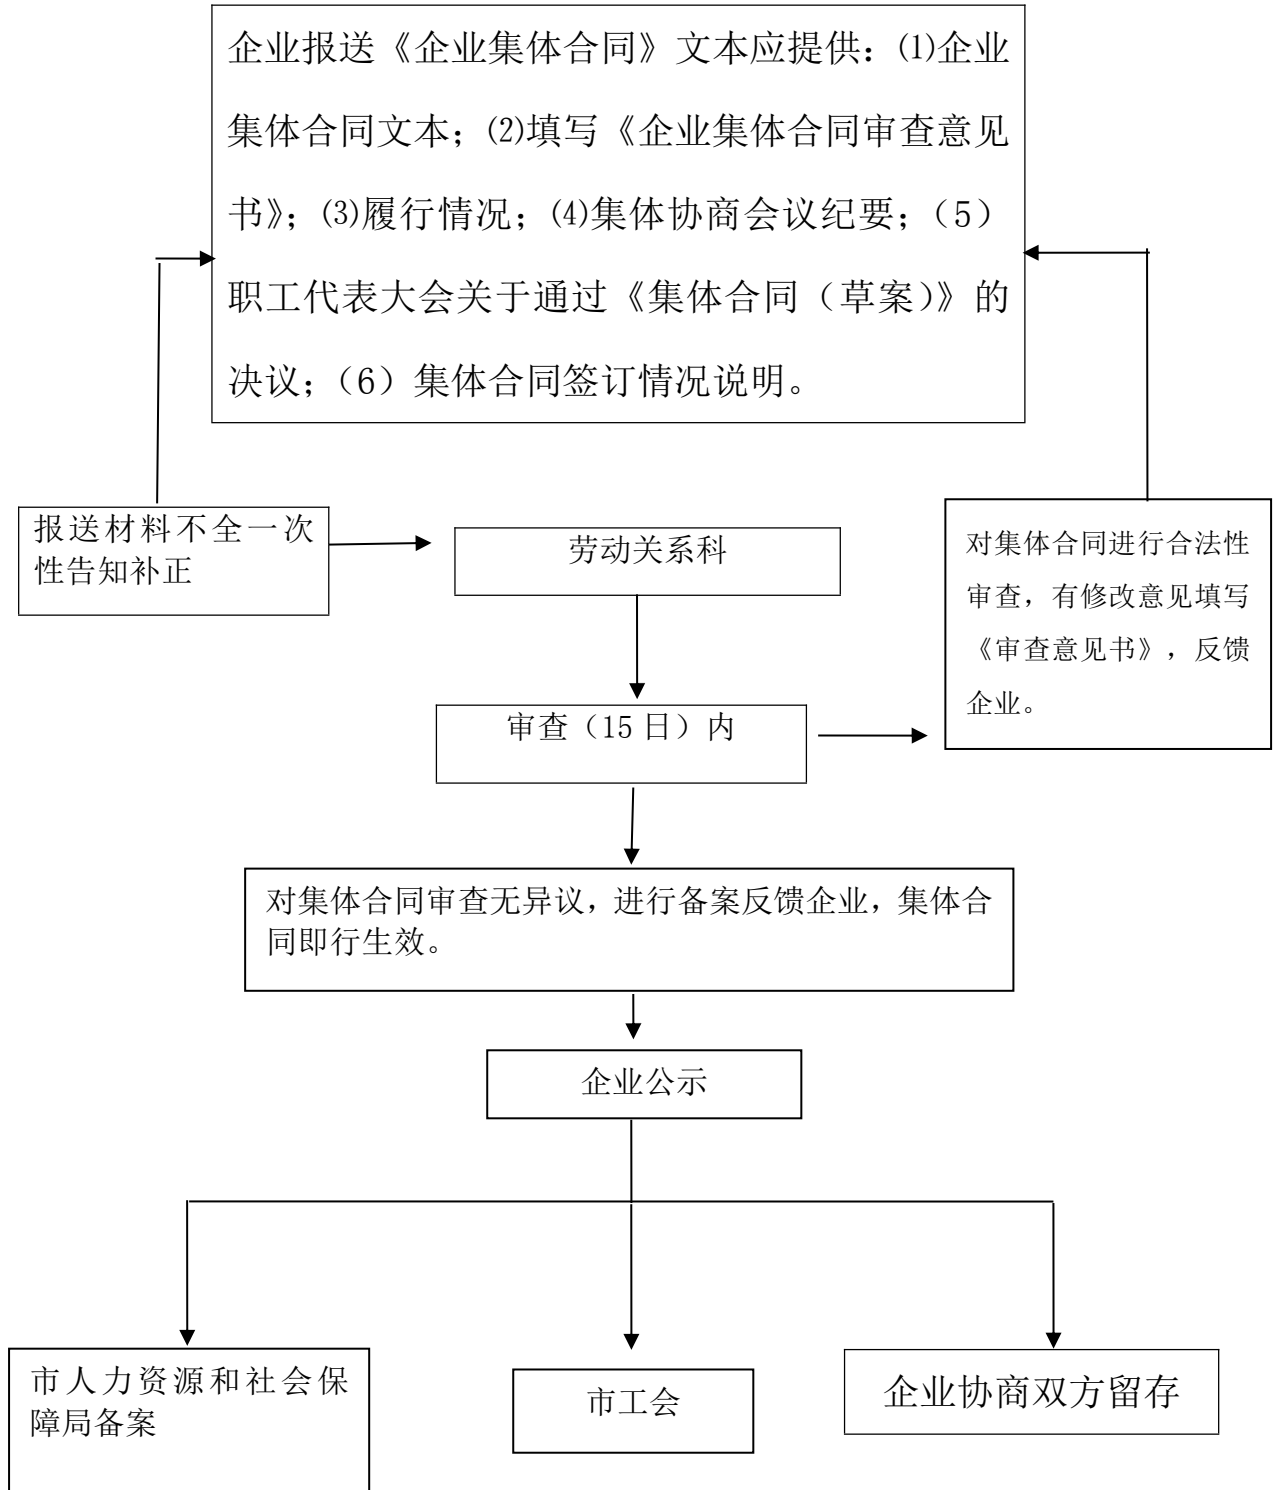 企业报送《企业集体合同》文本应提供：⑴企业
集体合同文本；⑵填写《企业集体合同审查意见
书》；⑶履行情况；⑷集体协商会议纪要；（5）
职工代表大会关于通过《集体合同（草案）》的
决议；（6）集体合同签订情况说明。
报送材料不全一次
性告知补正
劳动关系科
对集体合同进行合法性
审查，有修改意见填写
《审查意见书》，反馈
企业。
审查（15 日）内
对集体合同审查无异议，进行备案反馈企业，集体合
同即行生效。
企业公示
市人力资源和社会保
障局备案
市工会
企业协商双方留存